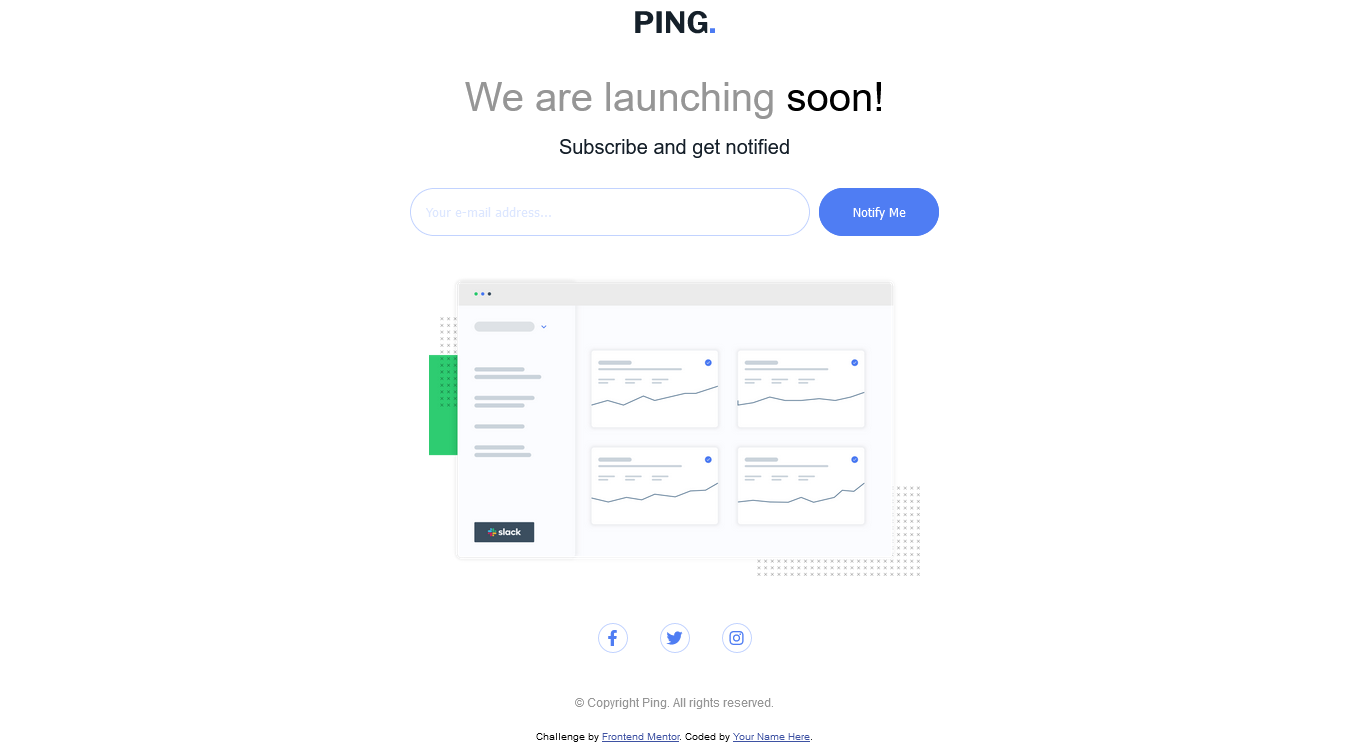 PING.
We are launching soon!
Subscribe and get notified
Your e-mail address...
Notify Me
slack
© Copyright Ping. All rights reserved.
Challenge by Frontend Mentor. Coded by Your Name Here.